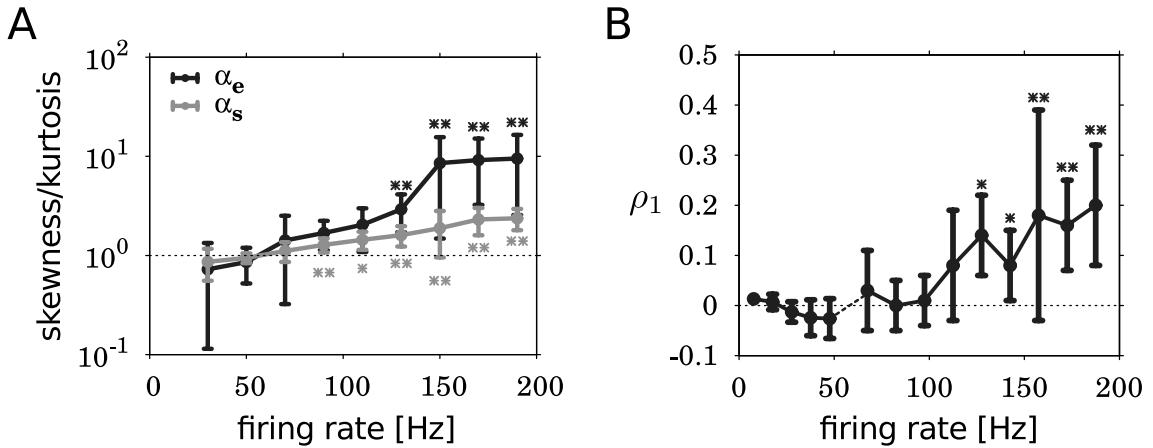 A
skewness/kurtosis
10^2
10^1
10^0
10^-1
α_e
α_s
** ** **
**
** * ** ** ** **
0 50 100 150 200
firing rate [Hz]
B
ρ_1
0.5
0.4
0.3
0.2
0.1
0
-0.1
* * ** ** **
0 50 100 150 200
firing rate [Hz]